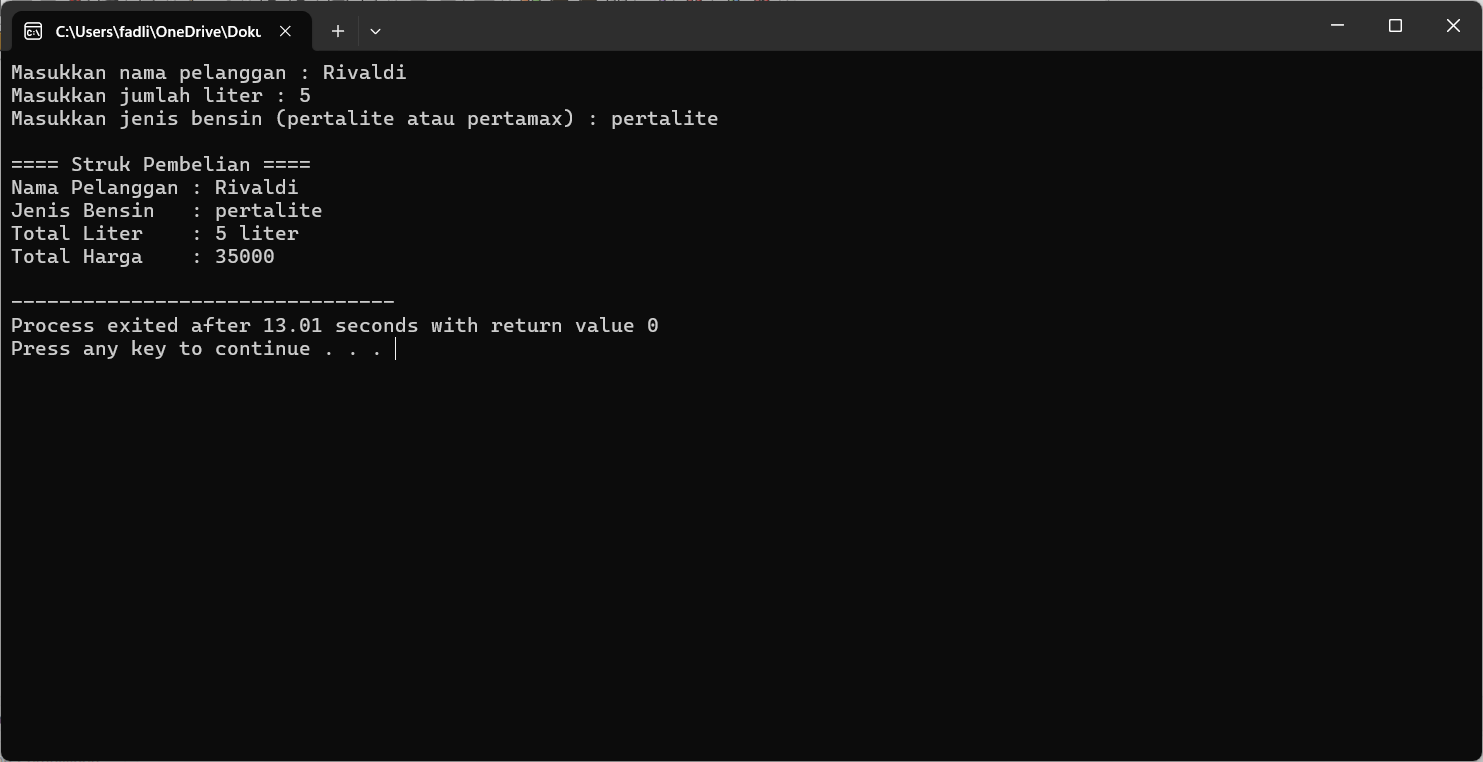 C:\Users\fadli\OneDrive\Doku
Masukkan nama pelanggan : Rivaldi
Masukkan jumlah liter : 5
Masukkan jenis bensin (pertalite atau pertamax) : pertalite

==== Struk Pembelian ====
Nama Pelanggan : Rivaldi
Jenis Bensin   : pertalite
Total Liter    : 5 liter
Total Harga    : 35000

--------------------------------
Process exited after 13.01 seconds with return value 0
Press any key to continue . . .